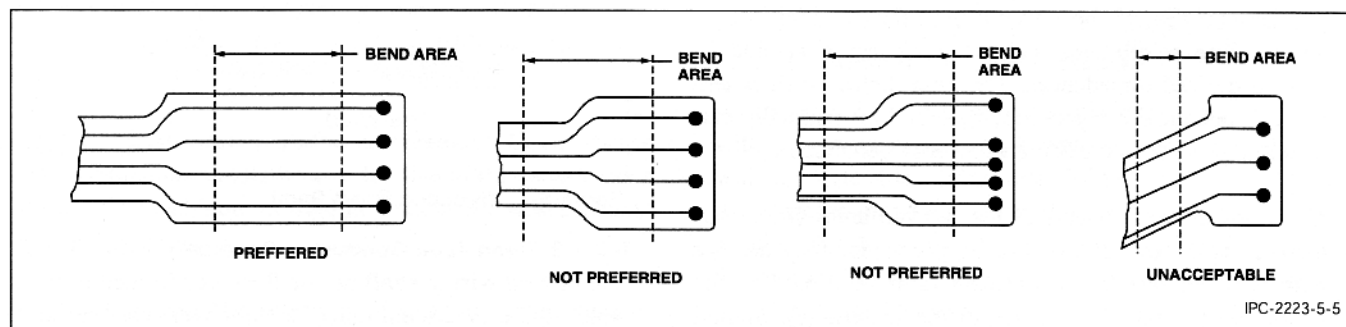 BEND AREA
PREFFERED
BEND
AREA
NOT PREFERRED
BEND
AREA
NOT PREFERRED
BEND AREA
UNACCEPTABLE
IPC-2223-5-5